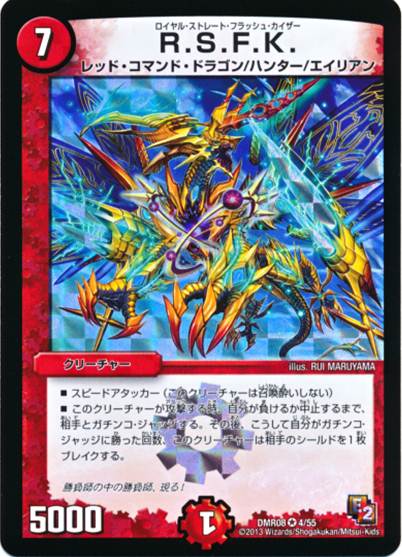 7
ロイヤル・ストレート・フラッシュ・カイザー
R.S.F.K.
レッド・コマンド・ドラゴン//ハンター/エイリアン
illus. RUI MARUYAMA
クリーチャー
■ スピードアタッカー (このクリーチャーは召喚酔いしない)
■ このクリーチャーが攻撃する時、自分が負けるか中止するまで、
相手とガチンコ・ジャッジする。その後、こうして自分がガチンコ・
ジャッジに勝った回数、このクリーチャーは相手のシールドを1枚
ブレイクする。
勝負師の中の勝負師、現る!
5000
1
DMR08 4/55
E2
©2013 Wizards/Shogakukan/Mitsui-Kids